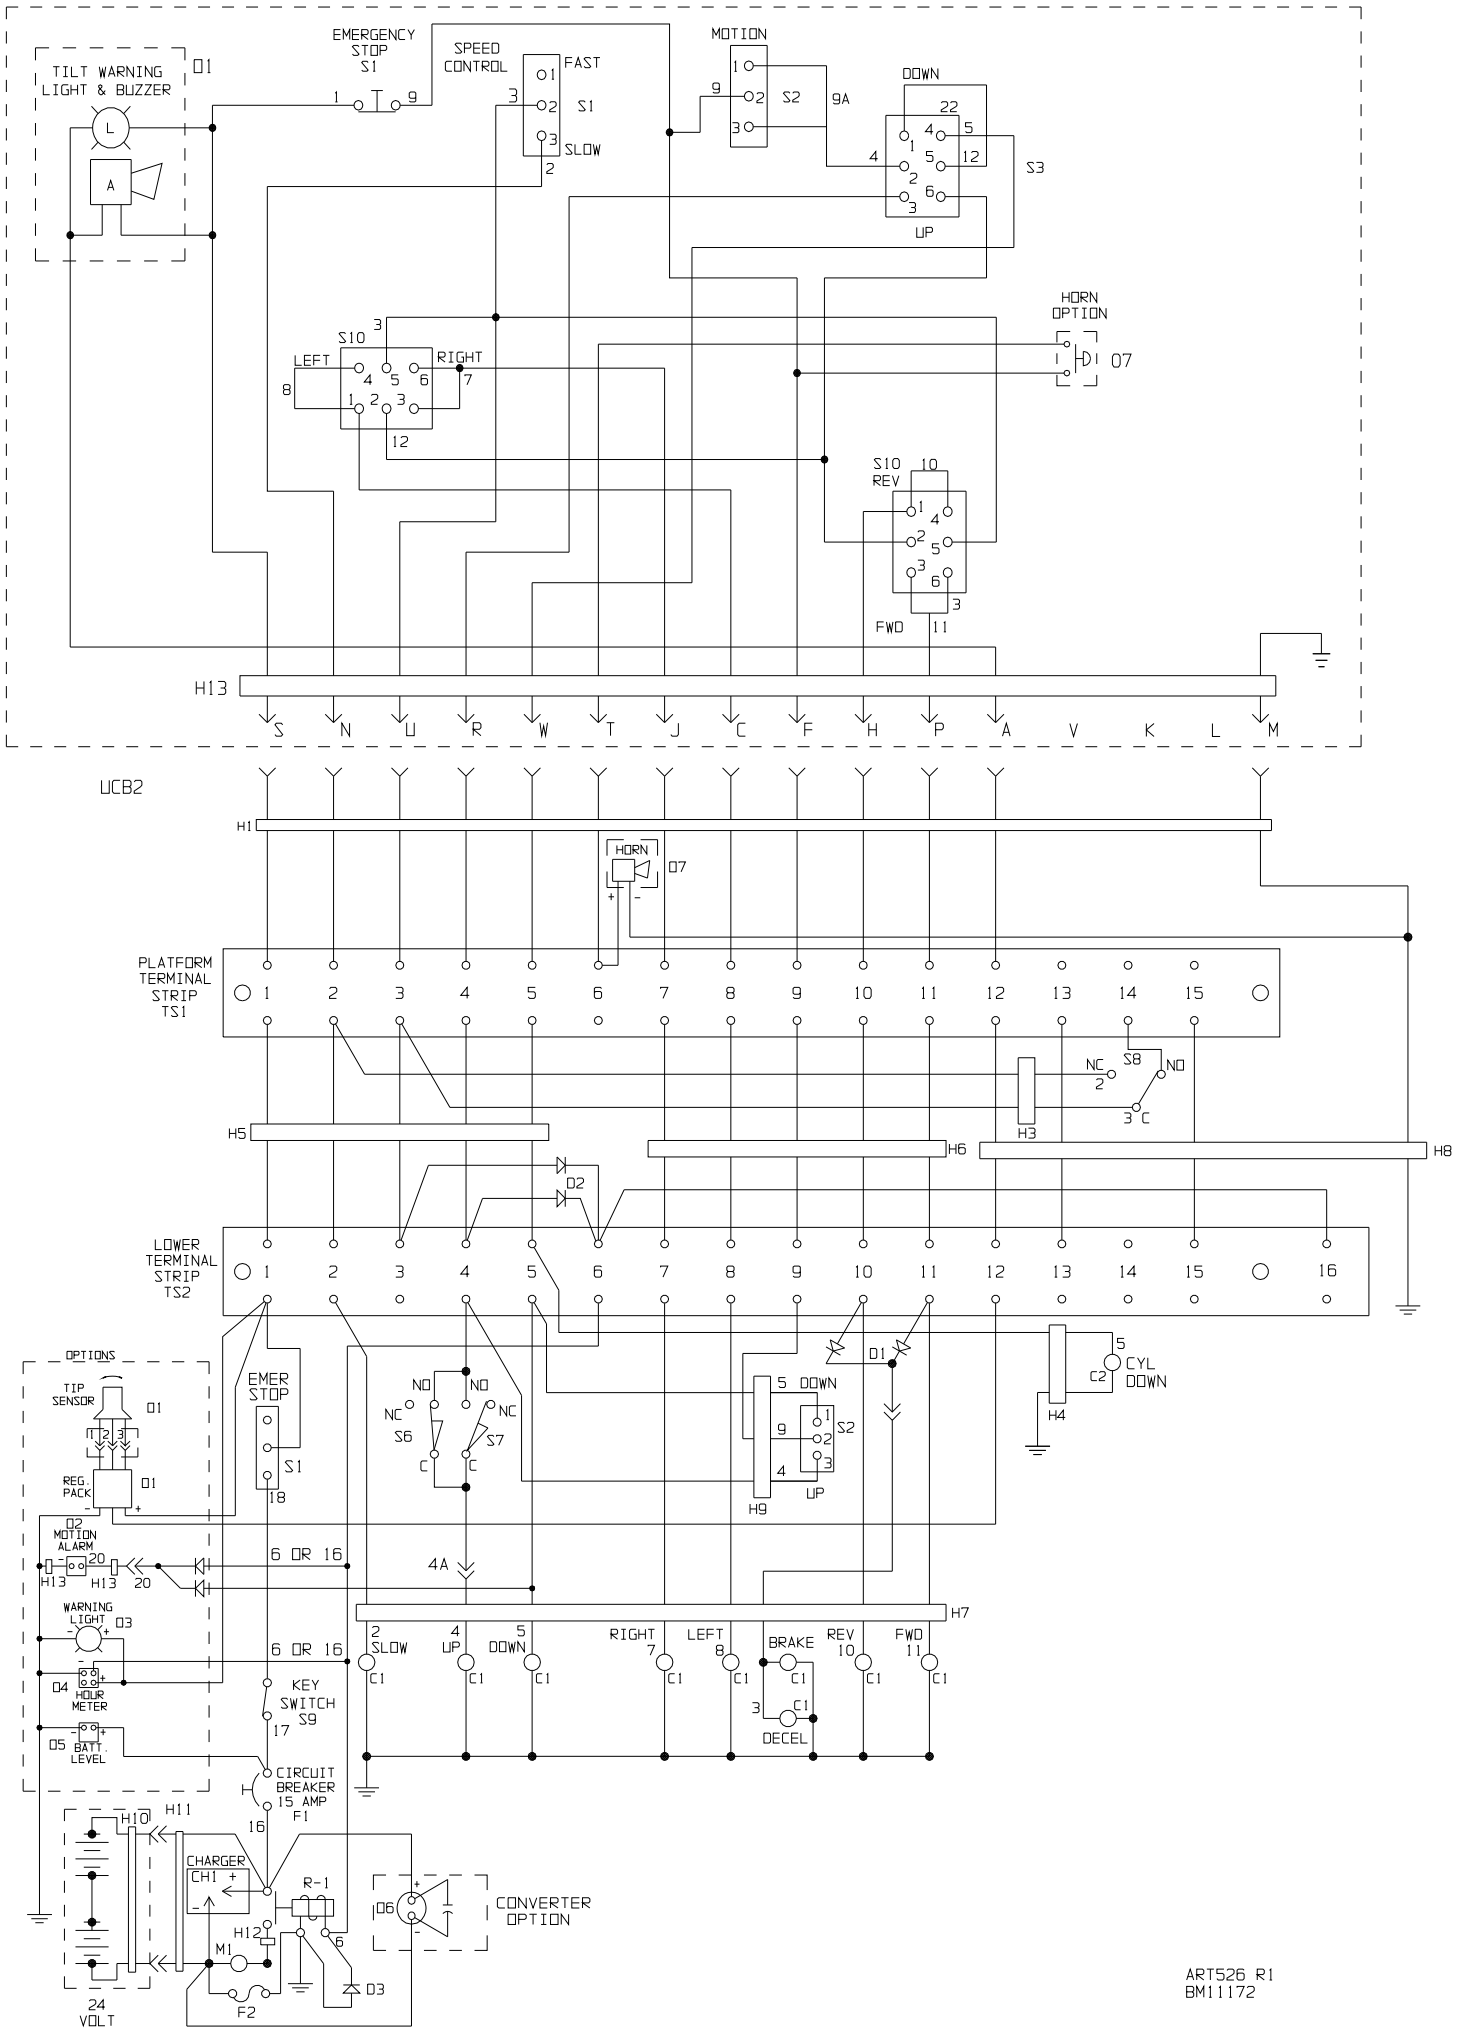 EMERGENCY
STOP
S1
SPEED
CONTROL
FAST
1
2
3
S1
SLOW
3
2
MOTION
1
2
3
9
S2
9A
DOWN
22
1
4
5
2
5
12
4
3
6
S3
UP
O1
TILT WARNING
LIGHT & BUZZER
L
A
1
9
HORN
OPTION
O7
3
S10
LEFT
RIGHT
4
5
6
7
8
1
2
3
12
S10
REV
10
1
4
2
5
3
6
3
FWD
11
H13
S
N
U
R
W
T
J
C
F
H
P
A
V
K
L
M
UCB2
H1
HORN
O7
+
-
PLATFORM
TERMINAL
STRIP
TS1
1
2
3
4
5
6
7
8
9
10
11
12
13
14
15
NC
2
S8
NO
3
C
H3
H5
H6
H8
D2
LOWER
TERMINAL
STRIP
TS2
1
2
3
4
5
6
7
8
9
10
11
12
13
14
15
16
OPTIONS
TIP
SENSOR
O1
1
2
3
REG.
PACK
O1
-
+
EMER
STOP
S1
18
NO
NO
NC
NC
S6
S7
C
C
D1
5
DOWN
1
9
2
S2
4
3
UP
H9
5
C2
CYL
DOWN
H4
O2
MOTION
ALARM
-
20
H13
H13
20
6 OR 16
4A
WARNING
LIGHT
O3
-
+
6 OR 16
-
+
O4
HOUR
METER
-
+
O5
BATT.
LEVEL
KEY
SWITCH
S9
17
CIRCUIT
BREAKER
15 AMP
F1
16
H7
2
SLOW
C1
4
UP
C1
5
DOWN
C1
RIGHT
7
C1
LEFT
8
C1
BRAKE
C1
3
C1
DECEL
REV
10
C1
FWD
11
C1
H10
H11
CHARGER
CH1
+
-
R-1
H12
6
M1
F2
D3
+
O6
-
CONVERTER
OPTION
24
VOLT
ART526 R1
BM11172